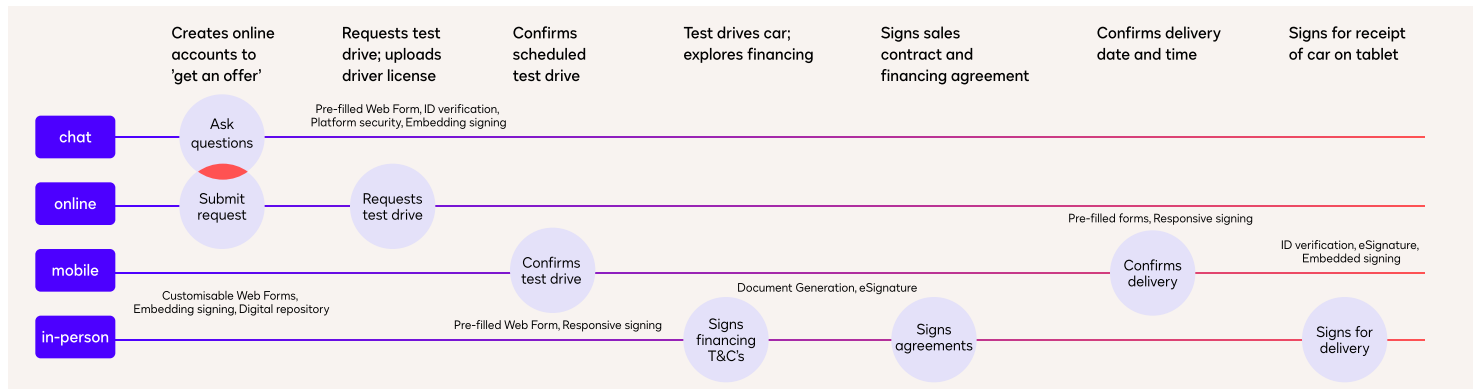 Creates online
accounts to
'get an offer'
Requests test
drive; uploads
driver license
Confirms
scheduled
test drive
Test drives car;
explores financing
Signs sales
contract and
financing agreement
Confirms delivery
date and time
Signs for receipt
of car on tablet
chat
Ask
questions
Pre-filled Web Form, ID verification,
Platform security, Embedding signing
online
Submit
request
Requests
test drive
Pre-filled forms, Responsive signing
mobile
Confirms
test drive
Confirms
delivery
ID verification, eSignature,
Embedded signing
Customisable Web Forms,
Embedding signing, Digital repository
Document Generation, eSignature
in-person
Pre-filled Web Form, Responsive signing
Signs
financing
T&C's
Signs
agreements
Signs for
delivery